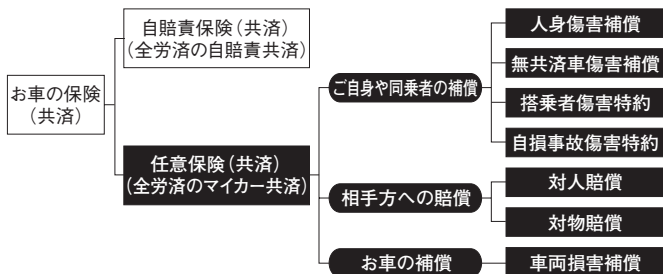 お車の保険
（共済）
自賠責保険（共済）
（全労済の自賠責共済）
任意保険（共済）
（全労済のマイカー共済）
ご自身や同乗者の補償
人身傷害補償
無共済車傷害補償
搭乗者傷害特約
自損事故傷害特約
相手方への賠償
対人賠償
対物賠償
お車の補償
車両損害補償